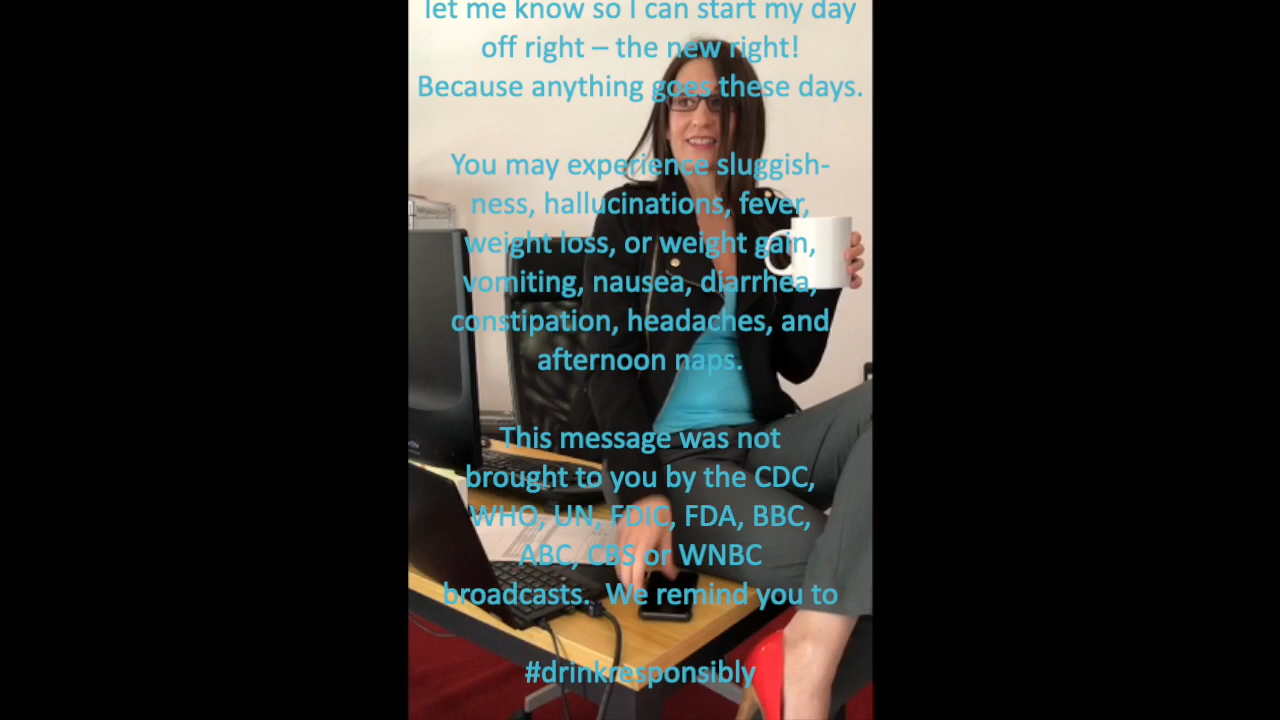 let me know so I can start my day
off right – the new right!
Because anything goes these days.
You may experience sluggish-
ness, hallucinations, fever,
weight loss, or weight gain,
vomiting, nausea, diarrhea,
constipation, headaches, and
afternoon naps.
This message was not
brought to you by the CDC,
WHO, UN, FDIC, FDA, BBC,
ABC, CBS or WNBC
broadcasts.  We remind you to
#drinkresponsibly